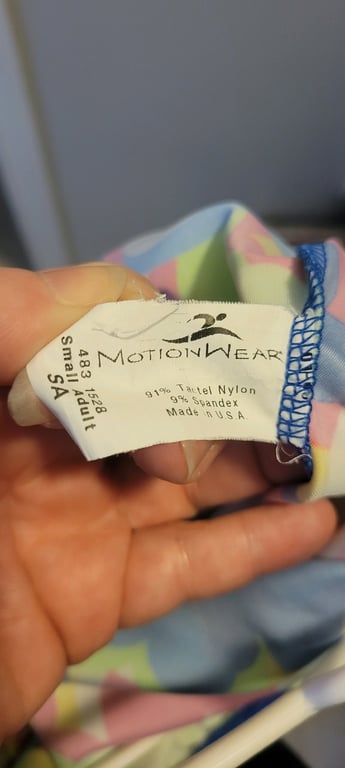 MOTIONWEAR
91% Tactel Nylon
9% Spandex
Made in U.S.A.
483 1528
Small Adult
SA